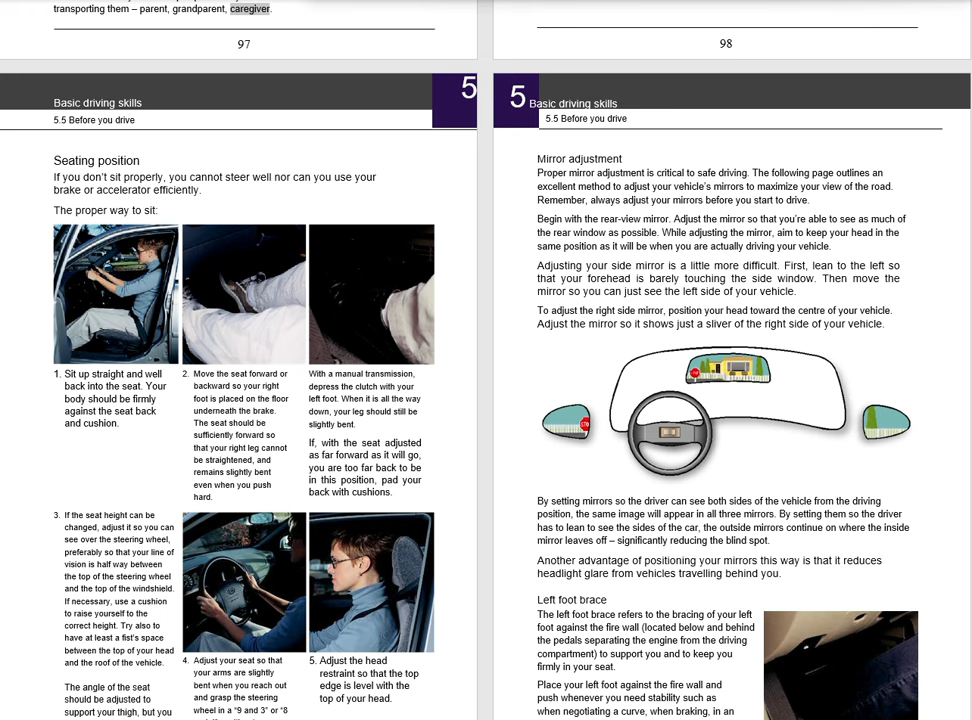 transporting them – parent, grandparent, caregiver.
97
98
5
Basic driving skills
5.5 Before you drive
Seating position
If you don’t sit properly, you cannot steer well nor can you use your
brake or accelerator efficiently.
The proper way to sit:
1. Sit up straight and well
back into the seat. Your
body should be firmly
against the seat back
and cushion.
2. Move the seat forward or
backward so your right
foot is placed on the floor
underneath the brake.
The seat should be
sufficiently forward so
that your right leg cannot
be straightened, and
remains slightly bent
even when you push
hard.
With a manual transmission,
depress the clutch with your
left foot. When it is all the way
down, your leg should still be
slightly bent.
If, with the seat adjusted
as far forward as it will go,
you are too far back to be
in this position, pad your
back with cushions.
3. If the seat height can be
changed, adjust it so you can
see over the steering wheel,
preferably so that your line of
vision is half way between
the top of the steering wheel
and the top of the windshield.
If necessary, use a cushion
to raise yourself to the
correct height. Try also to
have at least a fist’s space
between the top of your head
and the roof of the vehicle.
The angle of the seat
should be adjusted to
support your thigh, but you
4. Adjust your seat so that
your arms are slightly
bent when you reach out
and grasp the steering
wheel in a “9 and 3” or “8
5. Adjust the head
restraint so that the top
edge is level with the
top of your head.
5
Basic driving skills
5.5 Before you drive
Mirror adjustment
Proper mirror adjustment is critical to safe driving. The following page outlines an
excellent method to adjust your vehicle’s mirrors to maximize your view of the road.
Remember, always adjust your mirrors before you start to drive.
Begin with the rear-view mirror. Adjust the mirror so that you’re able to see as much of
the rear window as possible. While adjusting the mirror, aim to keep your head in the
same position as it will be when you are actually driving your vehicle.
Adjusting your side mirror is a little more difficult. First, lean to the left so
that your forehead is barely touching the side window. Then move the
mirror so you can just see the left side of your vehicle.
To adjust the right side mirror, position your head toward the centre of your vehicle.
Adjust the mirror so it shows just a sliver of the right side of your vehicle.
By setting mirrors so the driver can see both sides of the vehicle from the driving
position, the same image will appear in all three mirrors. By setting them so the driver
has to lean to see the sides of the car, the outside mirrors continue on where the inside
mirror leaves off – significantly reducing the blind spot.
Another advantage of positioning your mirrors this way is that it reduces
headlight glare from vehicles travelling behind you.
Left foot brace
The left foot brace refers to the bracing of your left
foot against the fire wall (located below and behind
the pedals separating the engine from the driving
compartment) to support you and to keep you
firmly in your seat.
Place your left foot against the fire wall and
push whenever you need stability such as
when negotiating a curve, when braking, in an